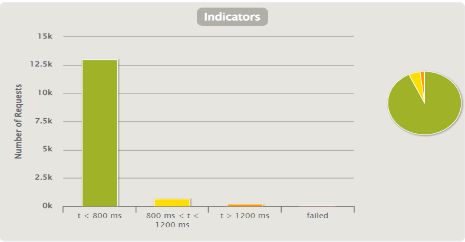 Indicators
Number of Requests
15k
12.5k
10k
7.5k
5k
2.5k
0k
t < 800 ms
800 ms < t <
1200 ms
t > 1200 ms
failed